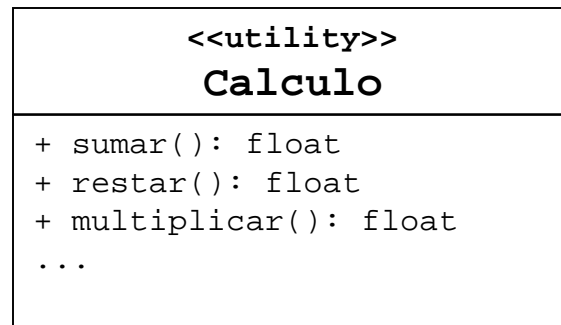 <<utility>>
Calculo
+ sumar(): float
+ restar(): float
+ multiplicar(): float
...